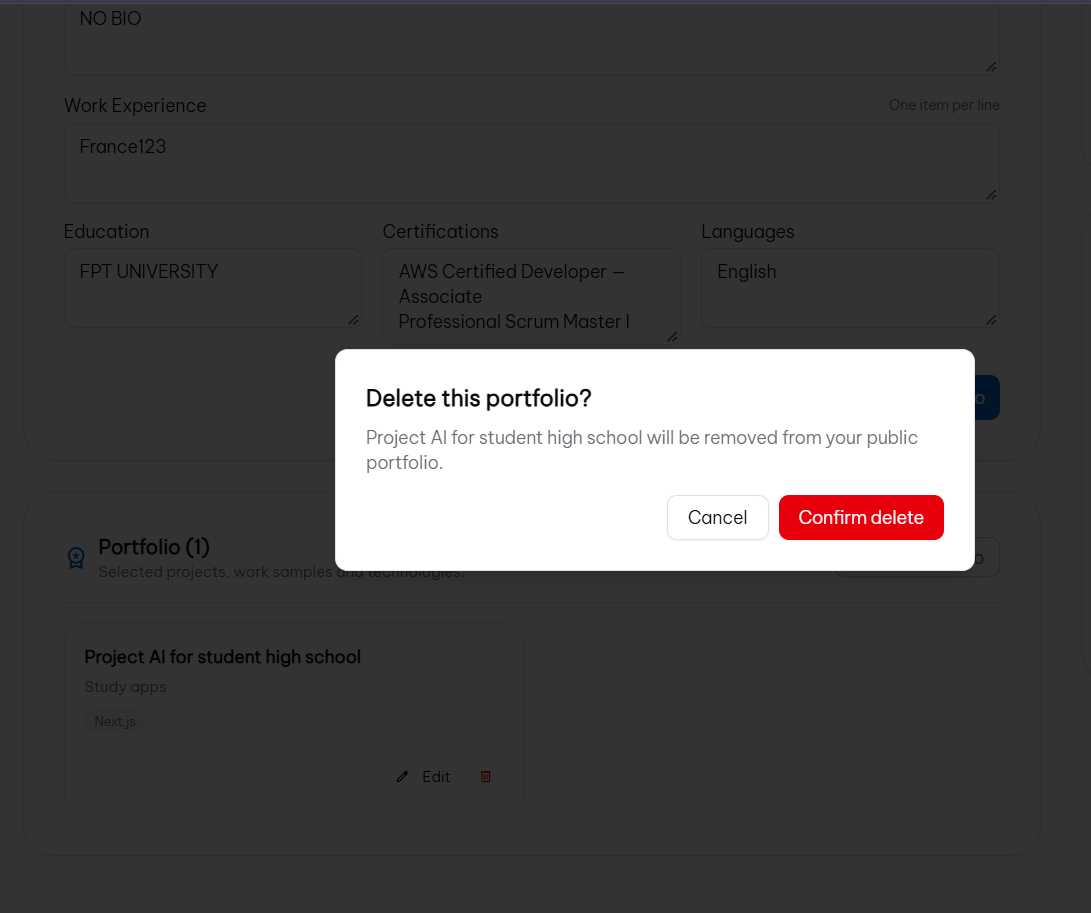 NO BIO
Work Experience
One item per line
France123
Education
Certifications
Languages
FPT UNIVERSITY
AWS Certified Developer —
Associate
Professional Scrum Master I
English
Delete this portfolio?
Project AI for student high school will be removed from your public
portfolio.
Cancel
Confirm delete
Portfolio (1)
Selected projects, work samples and technologies.
Project AI for student high school
Study apps
Next.js
Edit